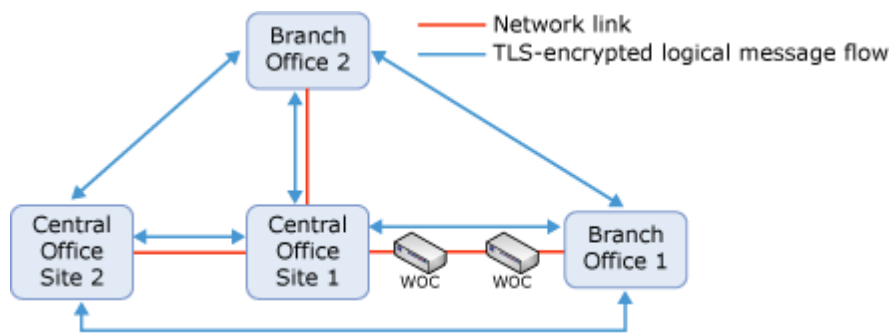 Network link
TLS-encrypted logical message flow
Branch
Office 2
Central
Office
Site 2
Central
Office
Site 1
WOC
WOC
Branch
Office 1